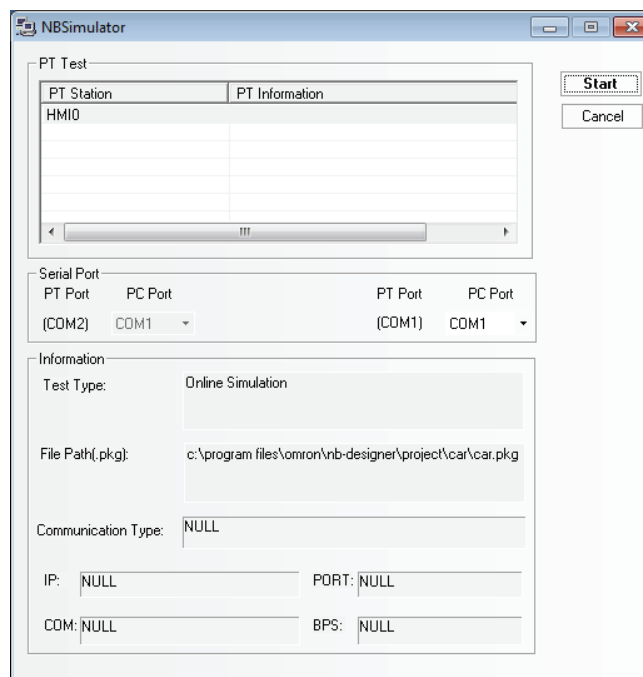 NBSimulator
PT Test
PT Station PT Information
HMI0
Start
Cancel
Serial Port
PT Port PC Port PT Port PC Port
(COM2) COM1 (COM1) COM1
Information
Test Type: Online Simulation
File Path(.pkg): c:\program files\omron\nb-designer\project\car\car.pkg
Communication Type: NULL
IP: NULL PORT: NULL
COM: NULL BPS: NULL